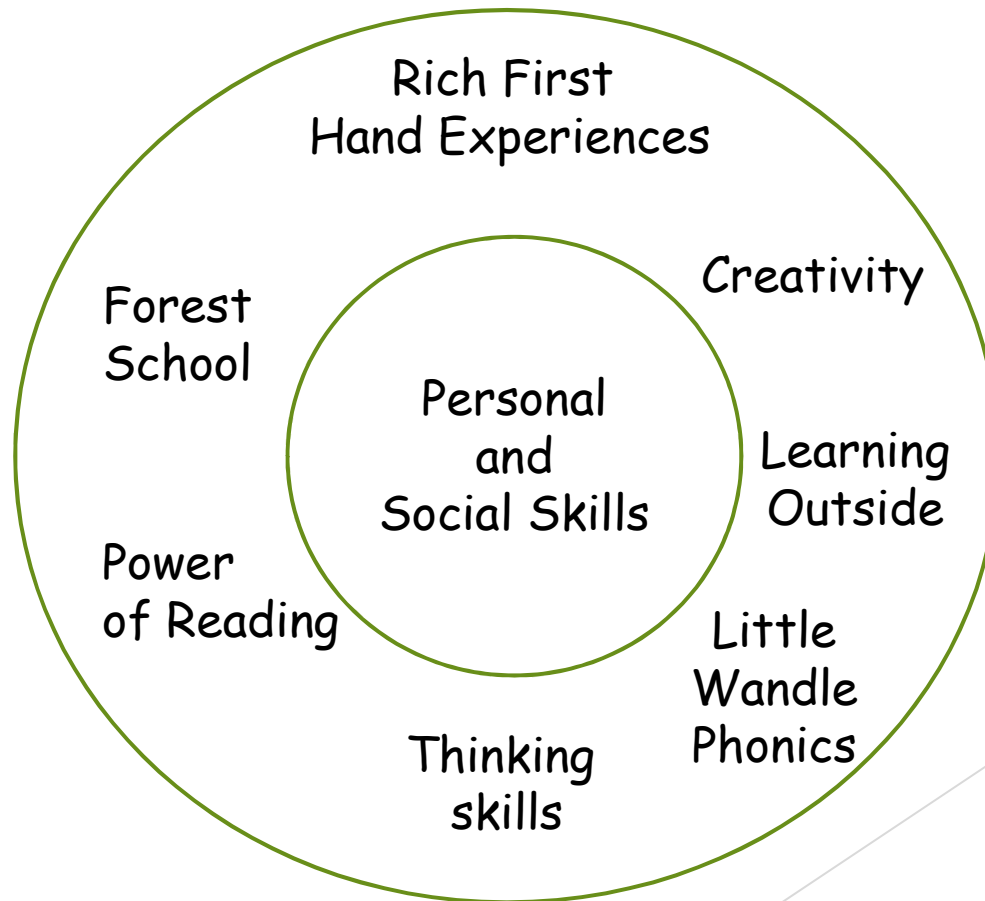 Rich First
Hand Experiences
Creativity
Forest
School
Personal
and
Social Skills
Learning
Outside
Power
of Reading
Little
Wandle
Phonics
Thinking
skills